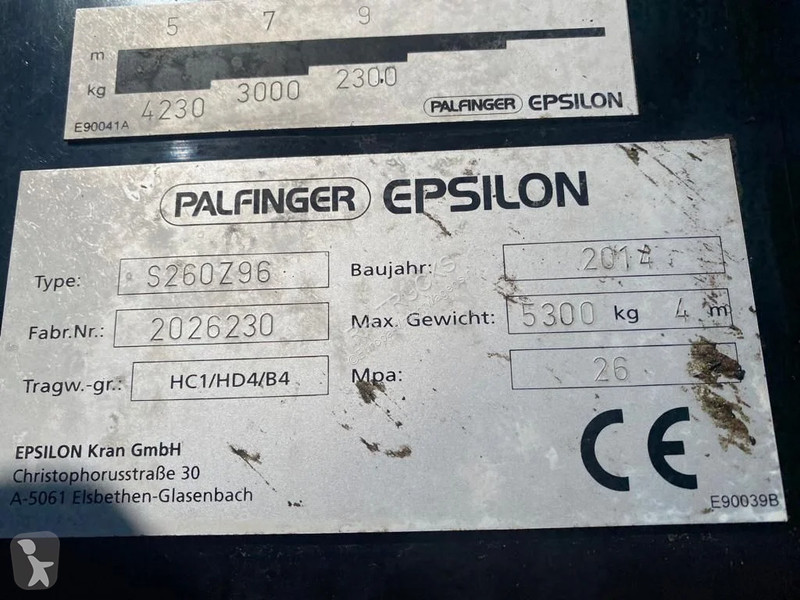 5 7 9
m
kg 4230 3000 2300
E90041A PALFINGER EPSILON
PALFINGER EPSILON
Type: S260Z96 Baujahr: 2014
Fabr.Nr.: 2026230 Max. Gewicht: 5300 kg 4 m
Tragw.-gr.: HC1/HD4/B4 Mpa: 26
EPSILON Kran GmbH
Christophorusstraße 30
A-5061 Elsbethen-Glasenbach
CE
E90039B